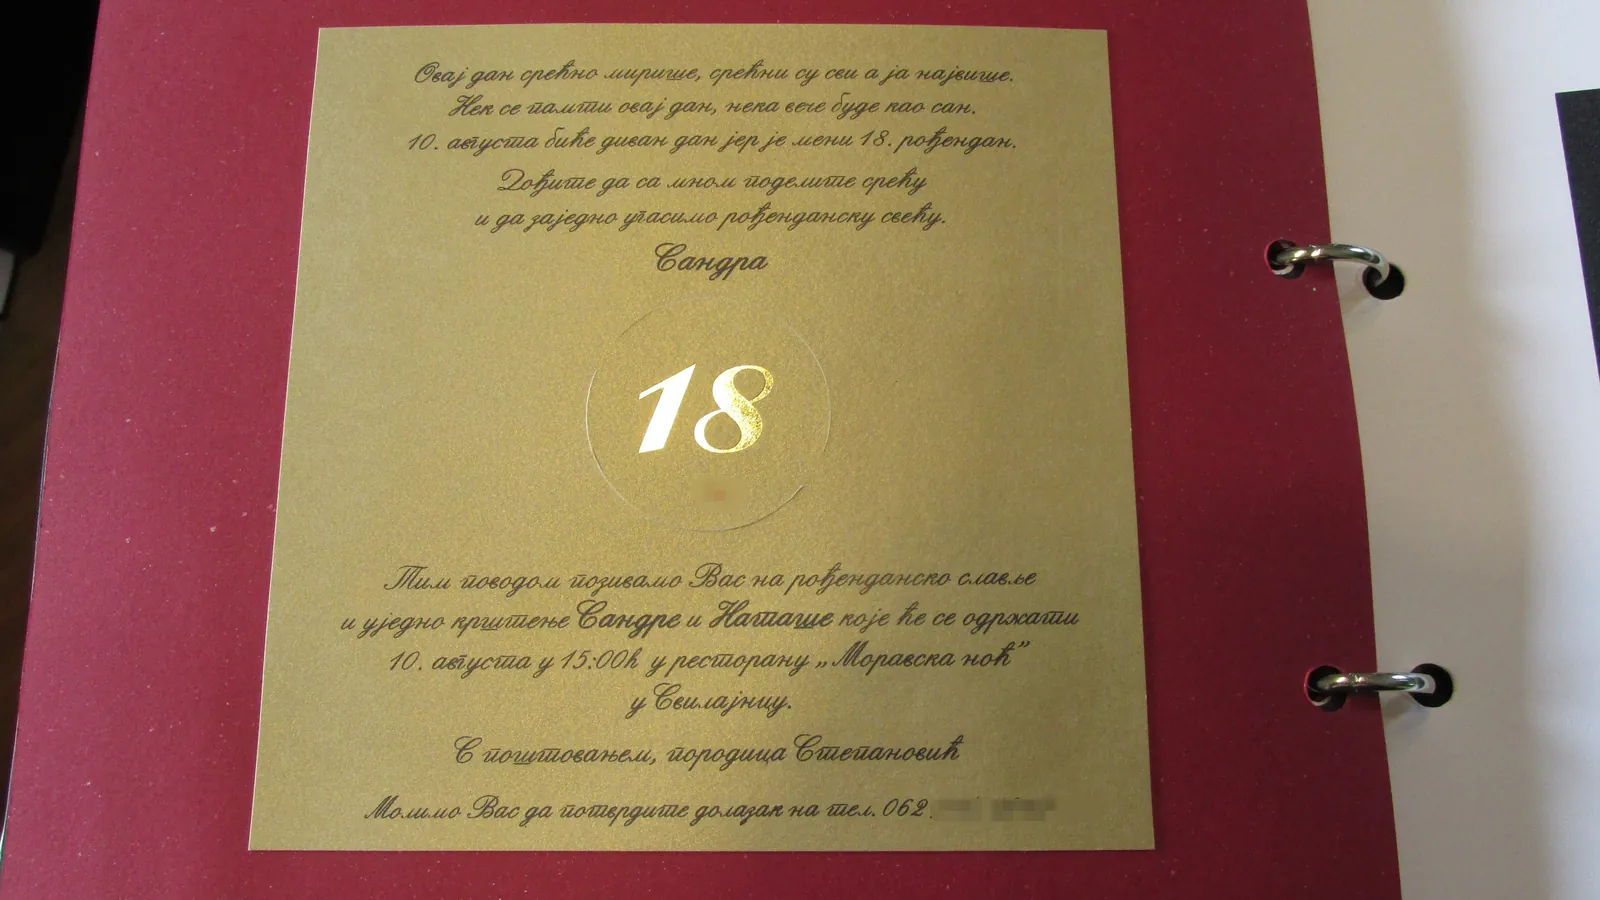 Овај дан срећно мирише, срећни су сви а ја највише.
Нек се памти овај дан, нека вече буде као сан.
10. августа биће диван дан јер је мени 18. рођендан.
Дођите да са мном поделите срећу
и да заједно угасимо рођенданску свећу.
Сандра
18
Тим поводом позивамо Вас на рођенданско славље
и уједно крштење Сандре и Наташе које ће се одржати
10. августа у 15:00h у ресторану „Моравска ноћ”
у Свилајнцу.
С поштовањем, породица Степановић
Молимо Вас да потврдите долазак на тел. 062